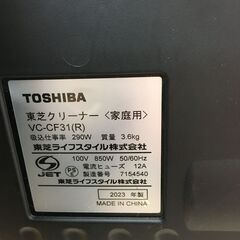 TOSHIBA
東芝クリーナー〈家庭用〉
VC-CF31(R)
吸込仕事率 290W 質量 3.6kg
東芝ライフスタイル株式会社
100V 850W 50/60Hz
電流ヒューズ 12A
製造番号 7154540
JET
PS E
東芝ライフスタイル株式会社
2023 年製
MADE IN CHINA